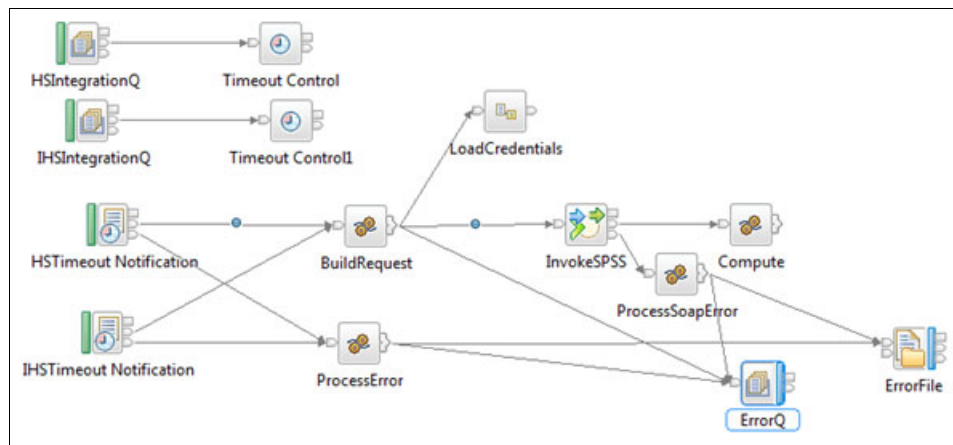 HSIntegrationQ
Timeout Control
IHSIntegrationQ
Timeout Control1
LoadCredentials
HSTimeout Notification
BuildRequest
InvokeSPSS
Compute
ProcessSoapError
IHSTimeout Notification
ProcessError
ErrorFile
ErrorQ